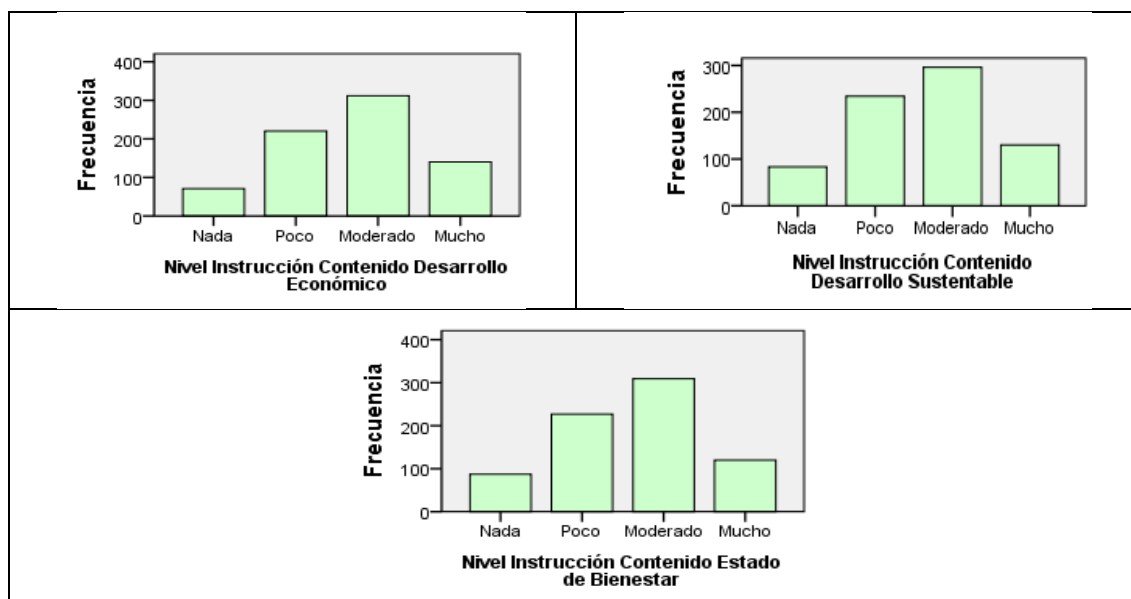 Frecuencia
400
300
200
100
0
Nada Poco Moderado Mucho
Nivel Instrucción Contenido Desarrollo
Económico
Frecuencia
300
200
100
0
Nada Poco Moderado Mucho
Nivel Instrucción Contenido
Desarrollo Sustentable
Frecuencia
400
300
200
100
0
Nada Poco Moderado Mucho
Nivel Instrucción Contenido Estado
de Bienestar